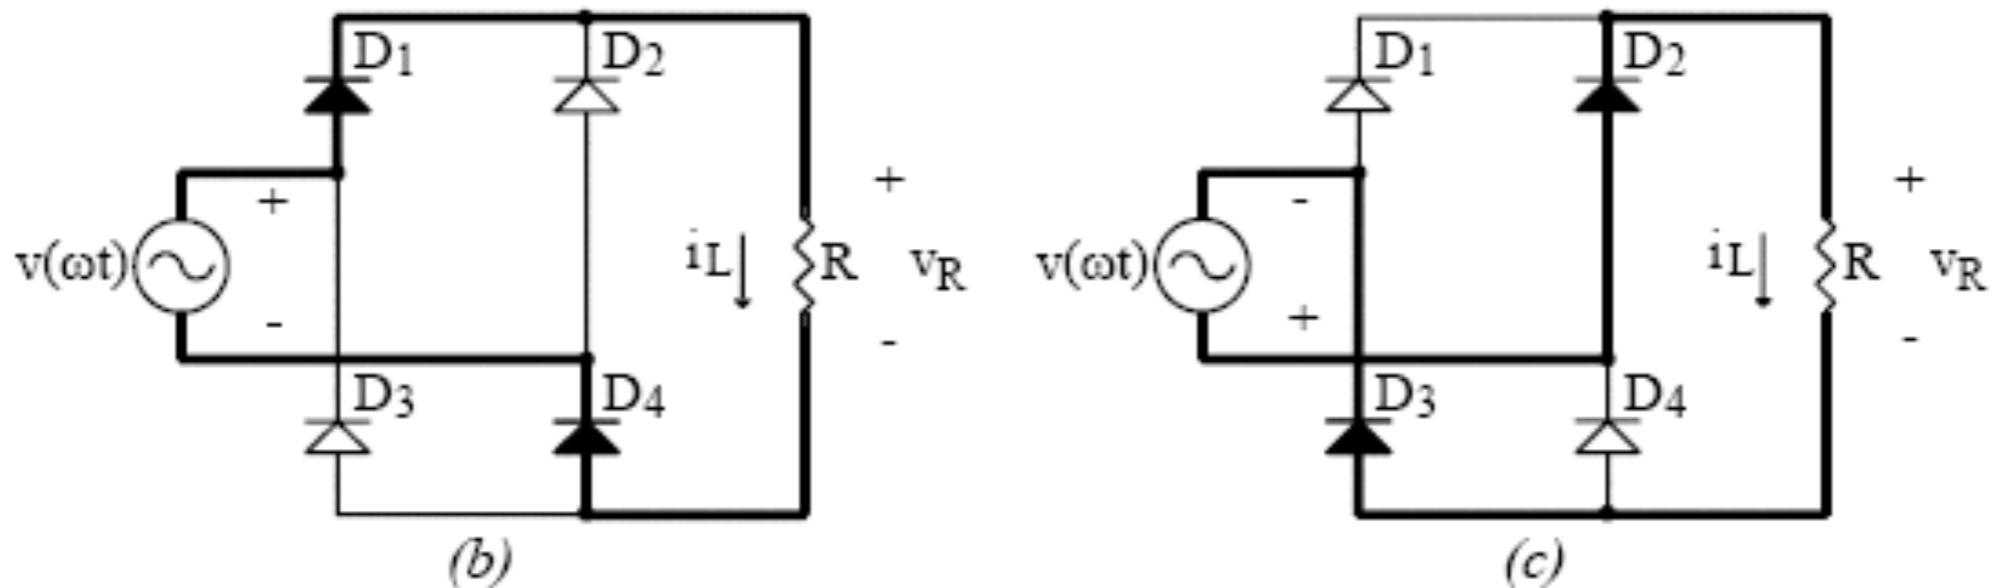 D1 D2 D1 D2
+ + - +
v(ωt) iL R vR v(ωt) iL R vR
- - + -
D3 D4 D3 D4
(b) (c)